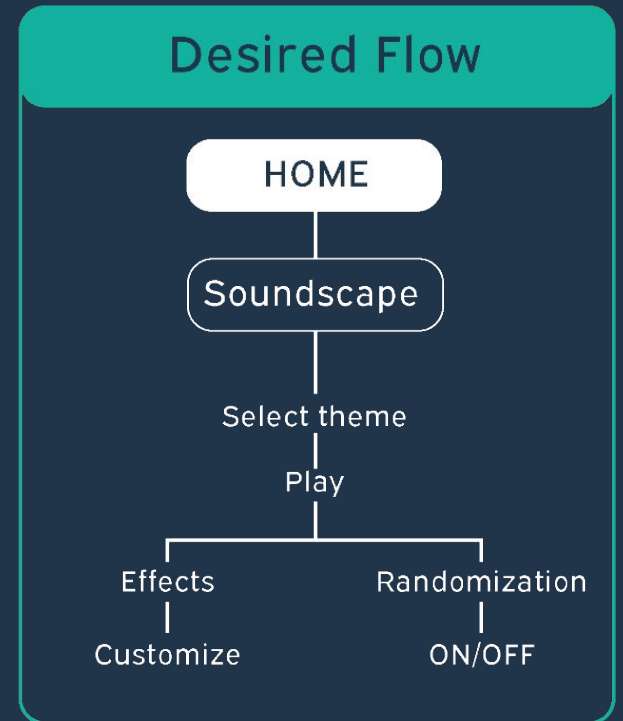 Desired Flow
HOME
Soundscape
Select theme
Play
Effects
Randomization
Customize
ON/OFF